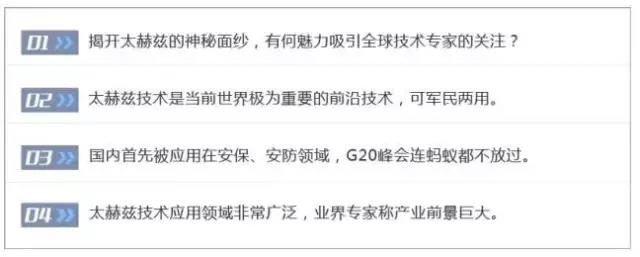 01 揭开太赫兹的神秘面纱，有何魅力吸引全球技术专家的关注？
02 太赫兹技术是当前世界极为重要的前沿技术，可军民两用。
03 国内首先被应用在安保、安防领域，G20峰会连蚂蚁都不放过。
04 太赫兹技术应用领域非常广泛，业界专家称产业前景巨大。